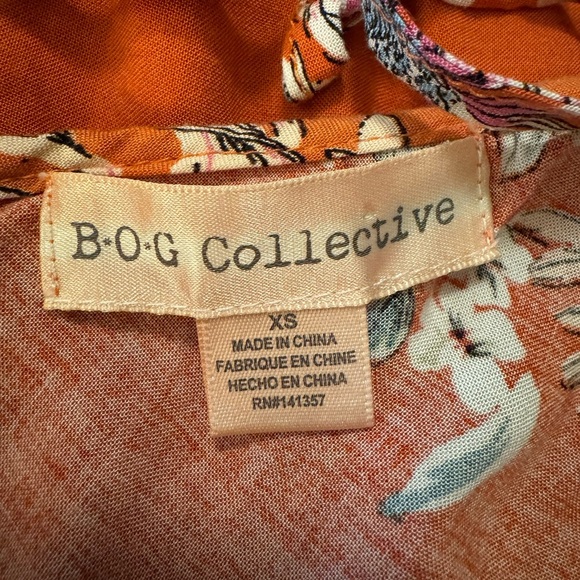 B*O*G Collective
XS
MADE IN CHINA
FABRIQUE EN CHINE
HECHO EN CHINA
RN#141357